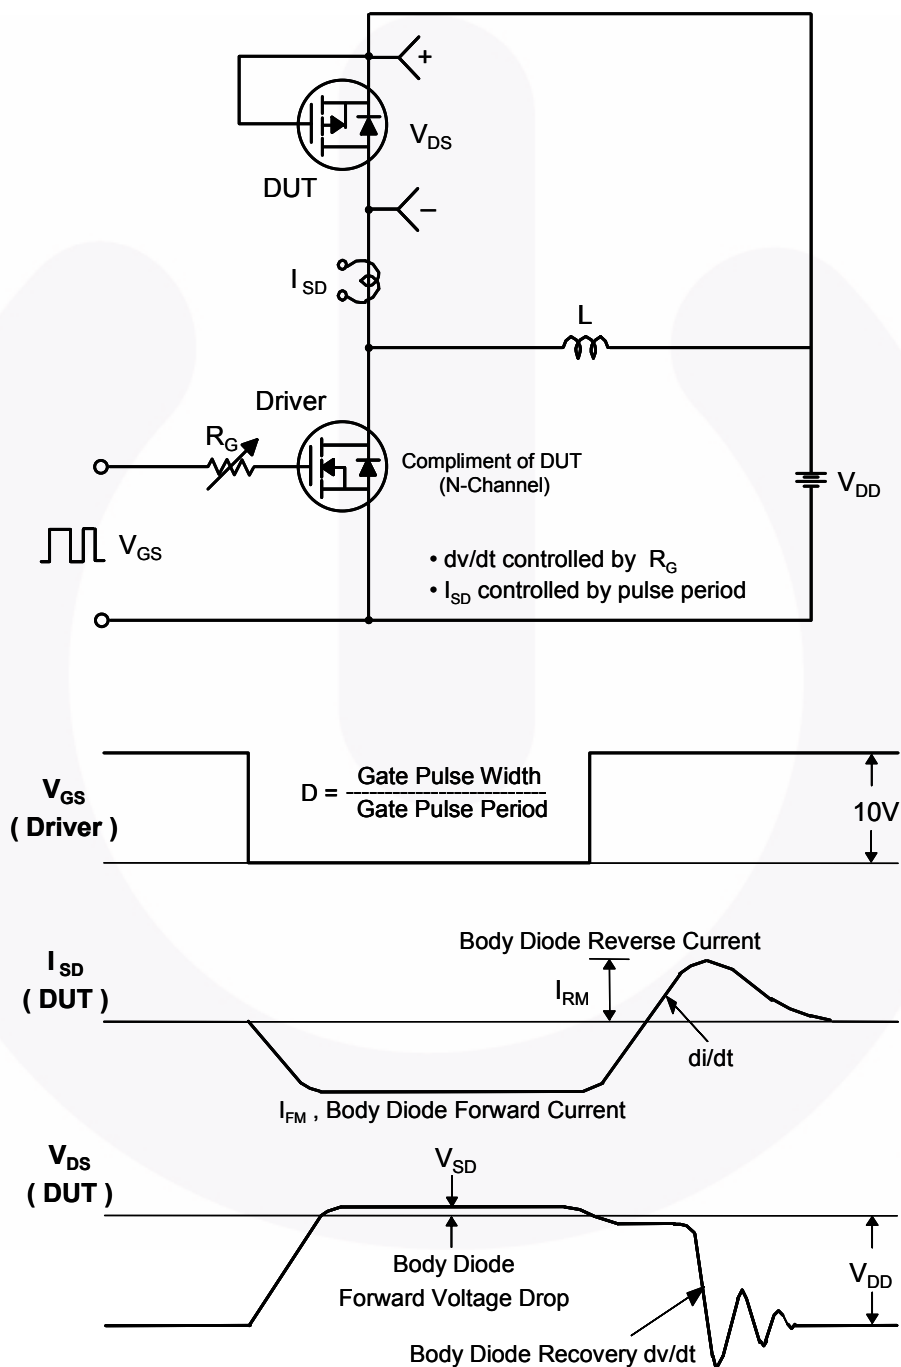 +
V_DS
DUT
–
I_SD
L
Driver
R_G
Compliment of DUT
(N-Channel)
V_DD
V_GS
• dv/dt controlled by R_G
• I_SD controlled by pulse period
V_GS
( Driver )
D = Gate Pulse Width
Gate Pulse Period
10V
I_SD
( DUT )
Body Diode Reverse Current
I_RM
di/dt
I_FM , Body Diode Forward Current
V_DS
( DUT )
V_SD
Body Diode
Forward Voltage Drop
V_DD
Body Diode Recovery dv/dt